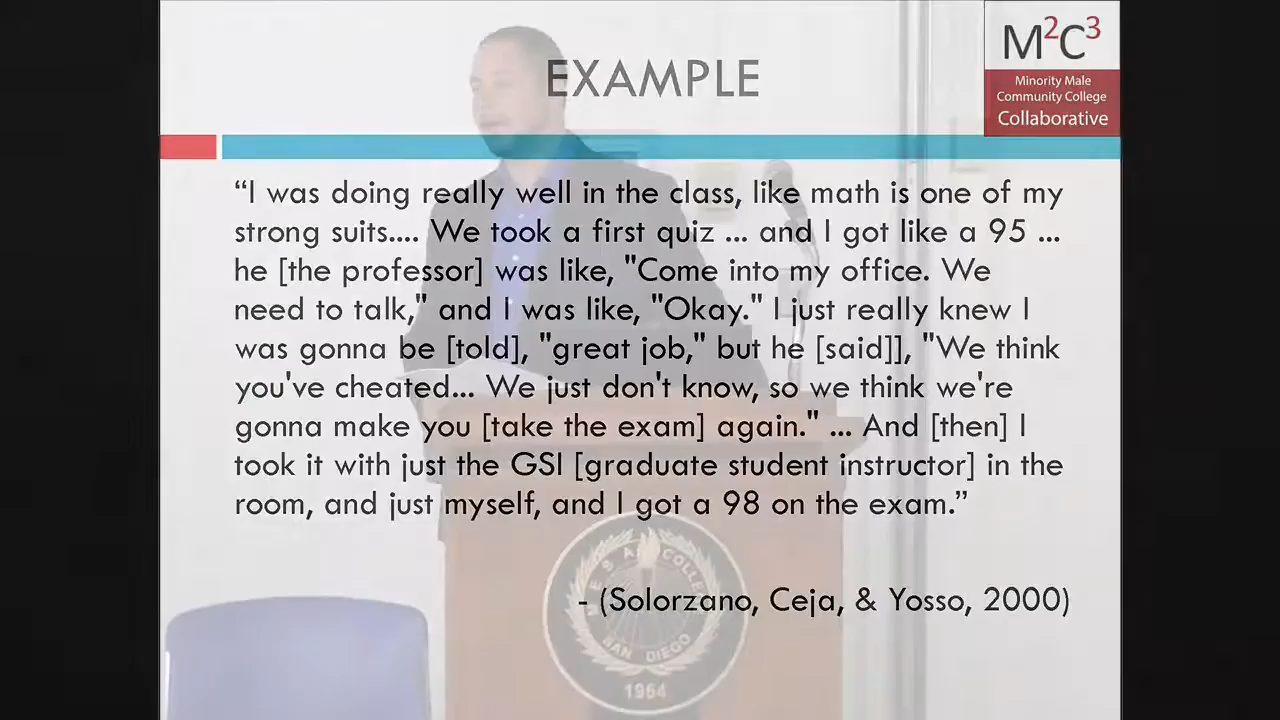 EXAMPLE
M2C3
Minority Male
Community College
Collaborative
“I was doing really well in the class, like math is one of my
strong suits.... We took a first quiz ... and I got like a 95 ...
he [the professor] was like, "Come into my office. We
need to talk," and I was like, "Okay." I just really knew I
was gonna be [told], "great job," but he [said]], "We think
you've cheated... We just don't know, so we think we're
gonna make you [take the exam] again." ... And [then] I
took it with just the GSI [graduate student instructor] in the
room, and just myself, and I got a 98 on the exam.”
- (Solorzano, Ceja, & Yosso, 2000)
MESA COLLEGE
SAN DIEGO
1964